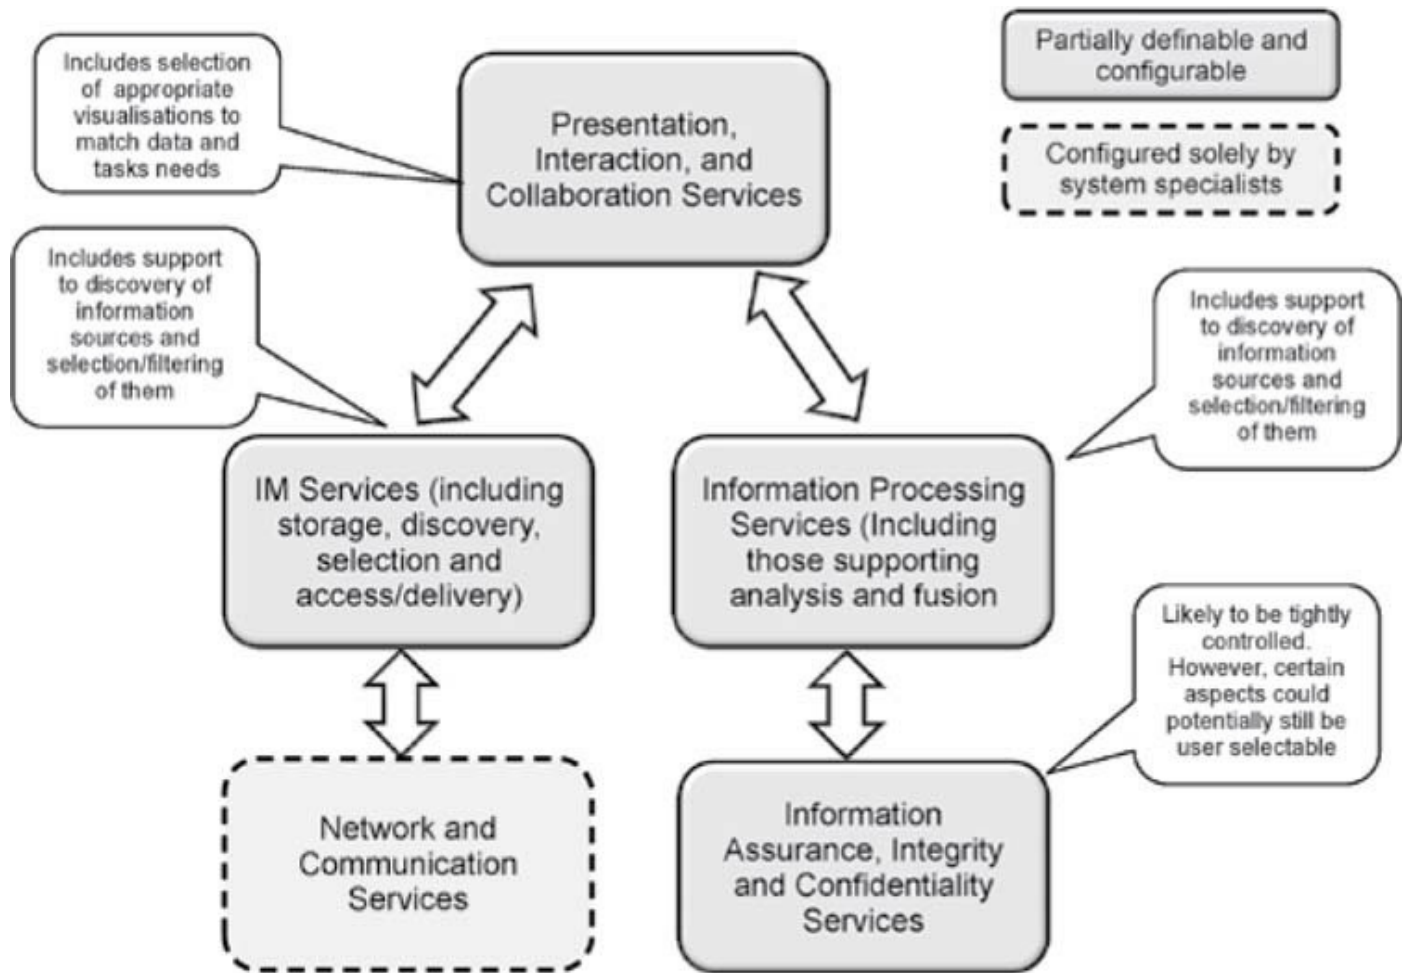 Includes selection
of appropriate
visualisations to
match data and
tasks needs
Presentation,
Interaction, and
Collaboration Services
Partially definable and
configurable
Configured solely by
system specialists
Includes support
to discovery of
information
sources and
selection/filtering
of them
Includes support
to discovery of
information
sources and
selection/filtering
of them
IM Services (including
storage, discovery,
selection and
access/delivery)
Information Processing
Services (Including
those supporting
analysis and fusion
Likely to be tightly
controlled.
However, certain
aspects could
potentially still be
user selectable
Network and
Communication
Services
Information
Assurance, Integrity
and Confidentiality
Services